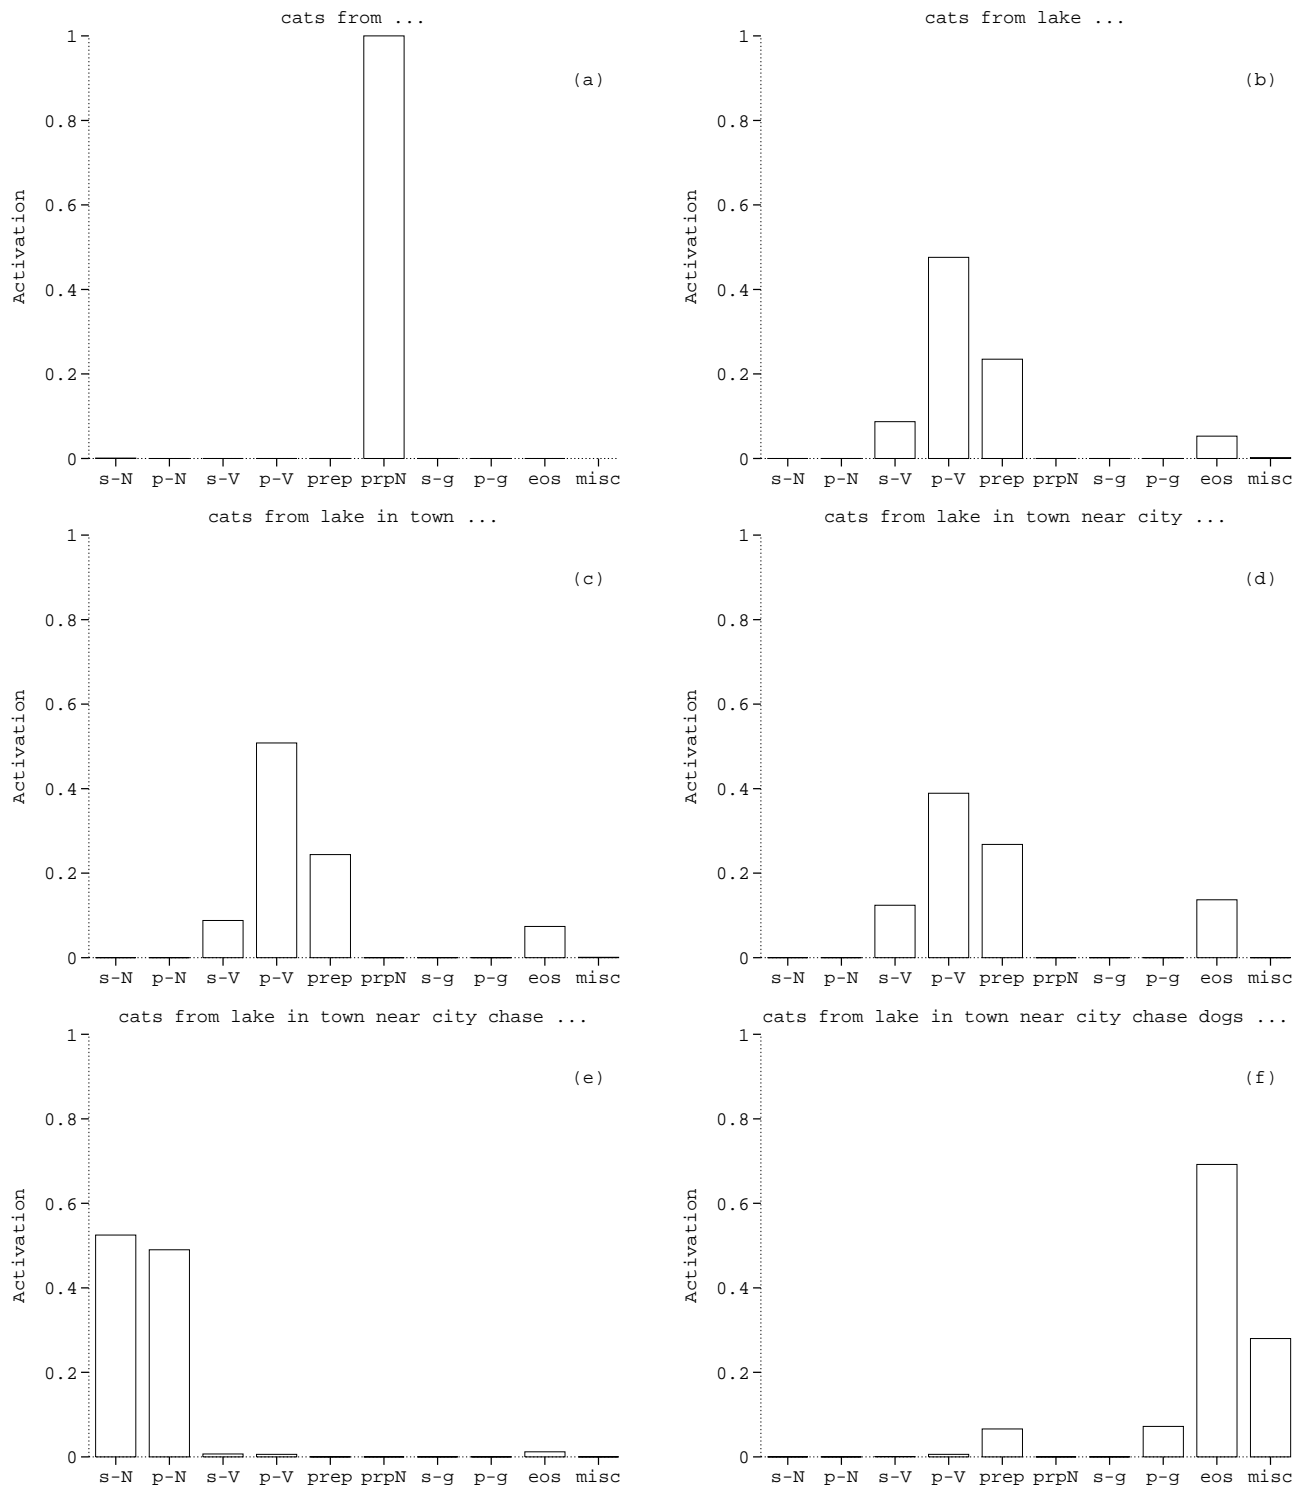 cats from ...
(a)
Activation
1
0.8
0.6
0.4
0.2
0
s-N p-N s-V p-V prep prpN s-g p-g eos misc
cats from lake ...
(b)
Activation
1
0.8
0.6
0.4
0.2
0
s-N p-N s-V p-V prep prpN s-g p-g eos misc
cats from lake in town ...
(c)
Activation
1
0.8
0.6
0.4
0.2
0
s-N p-N s-V p-V prep prpN s-g p-g eos misc
cats from lake in town near city ...
(d)
Activation
1
0.8
0.6
0.4
0.2
0
s-N p-N s-V p-V prep prpN s-g p-g eos misc
cats from lake in town near city chase ...
(e)
Activation
1
0.8
0.6
0.4
0.2
0
s-N p-N s-V p-V prep prpN s-g p-g eos misc
cats from lake in town near city chase dogs ...
(f)
Activation
1
0.8
0.6
0.4
0.2
0
s-N p-N s-V p-V prep prpN s-g p-g eos misc